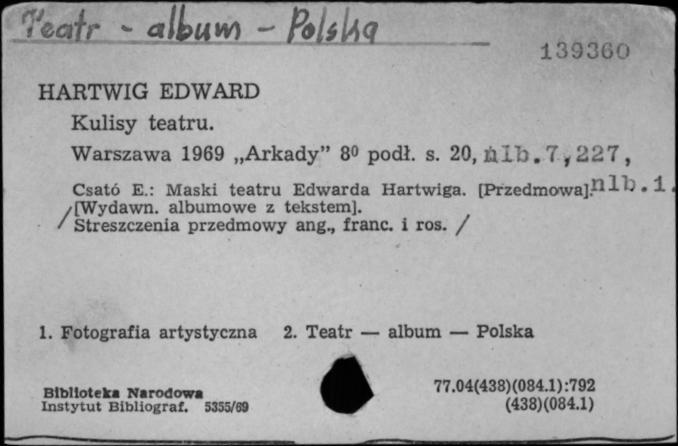 Teatr - album - Polska
139360
HARTWIG EDWARD
Kulisy teatru.
Warszawa 1969 „Arkady” 8⁰ podł. s. 20, nlb.7,227,
Csató E.: Maski teatru Edwarda Hartwiga. [Przedmowa]. nlb.1.
/[Wydawn. albumowe z tekstem].
Streszczenia przedmowy ang., franc. i ros. /
1. Fotografia artystyczna 2. Teatr — album — Polska
Biblioteka Narodowa
Instytut Bibliograf. 5355/69
77.04(438)(084.1):792
(438)(084.1)